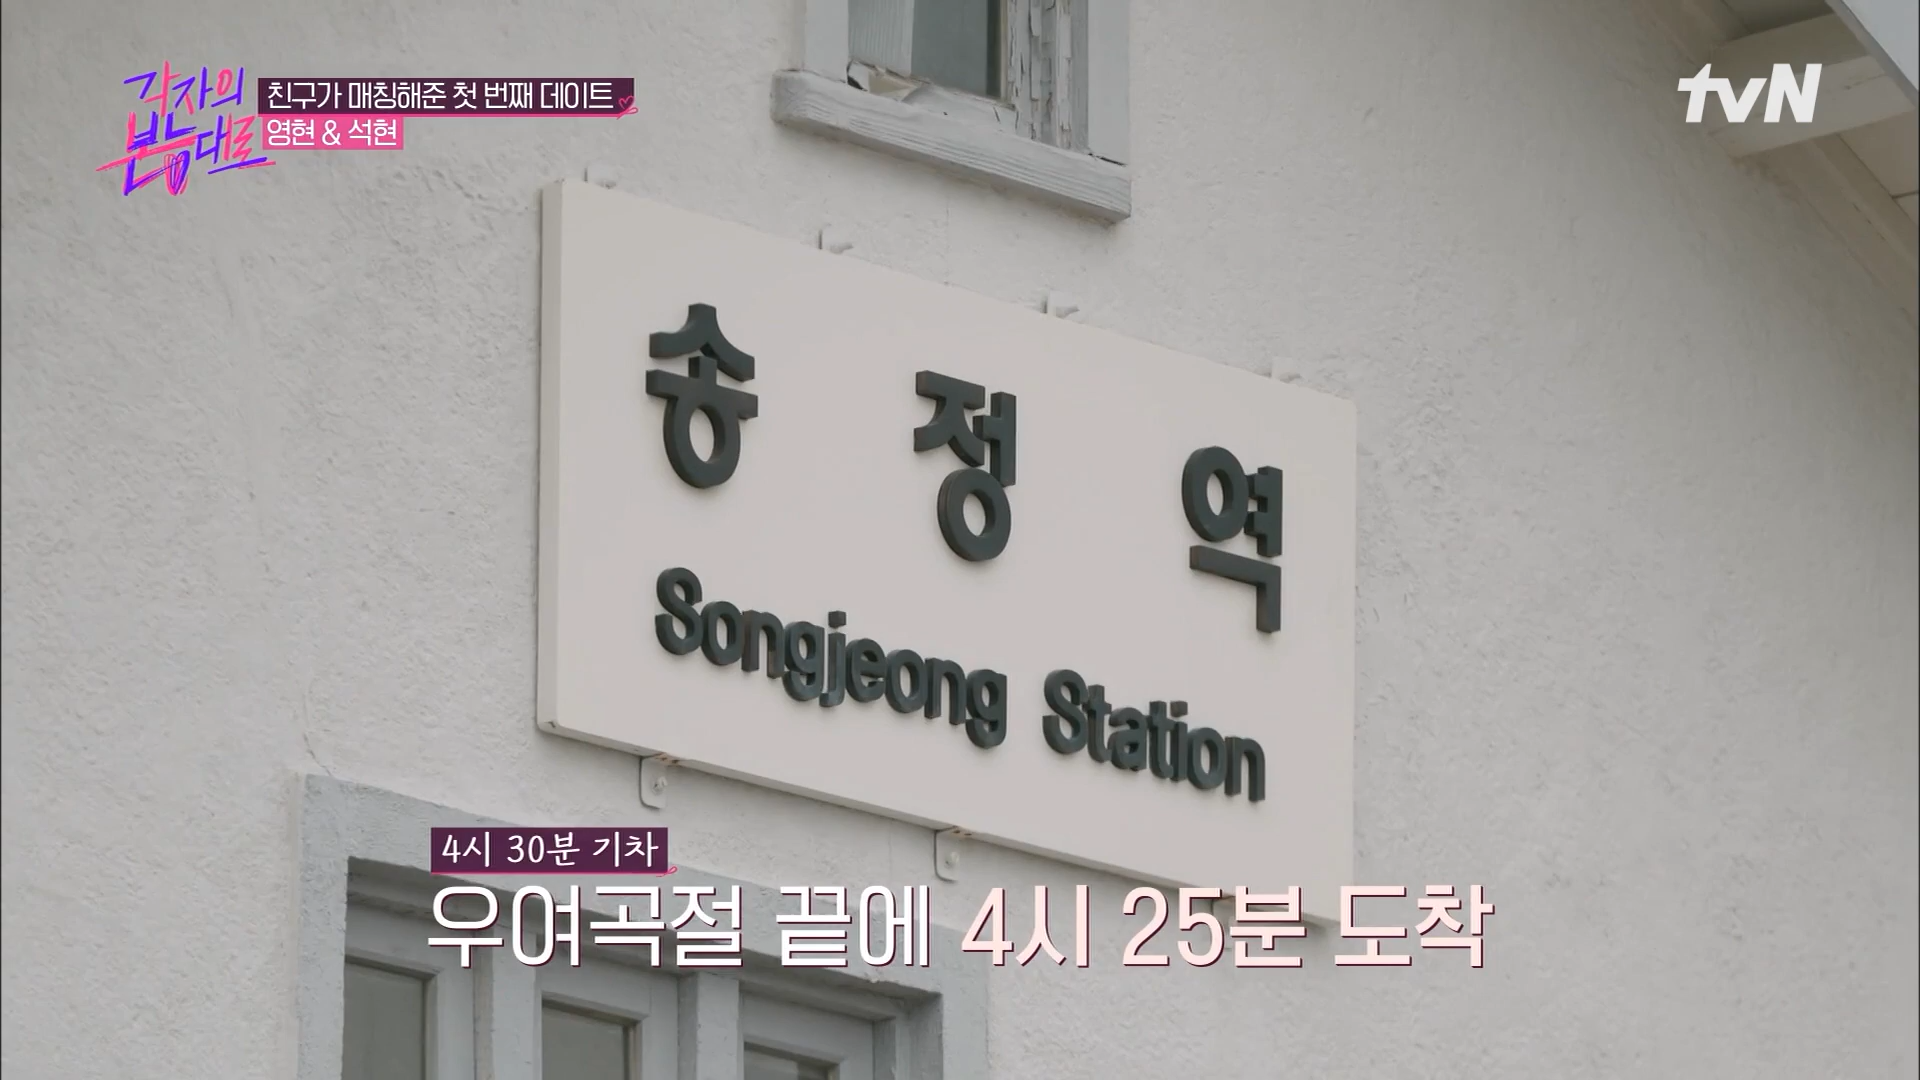 각자의
본능대로
친구가 매칭해준 첫 번째 데이트
영현 & 석현
tvN
송정역
Songjeong Station
4시 30분 기차
우여곡절 끝에 4시 25분 도착